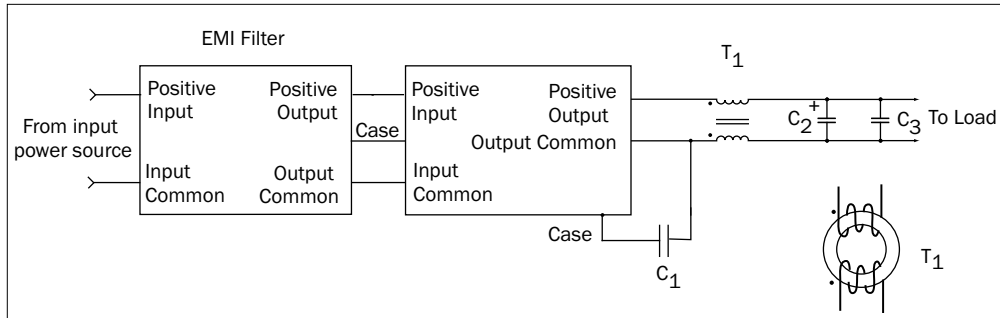 EMI Filter
T1
Positive Input
Positive Output
Positive Input
Positive Output
From input power source
Case
Output Common
C2
+
C3
To Load
Input Common
Output Common
Input Common
Case
C1
T1